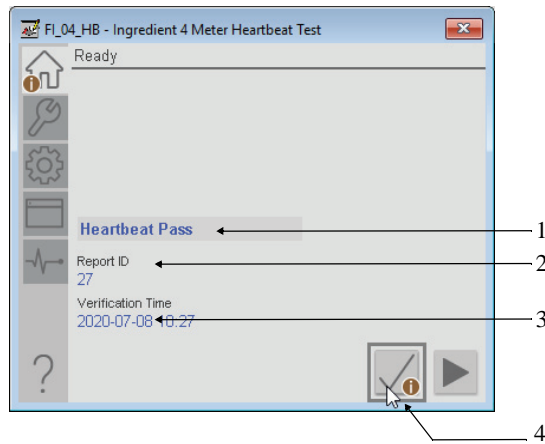 FI_04_HB - Ingredient 4 Meter Heartbeat Test
Ready
Heartbeat Pass
1
Report ID
2
27
Verification Time
2020-07-08 10:27
3
?
4